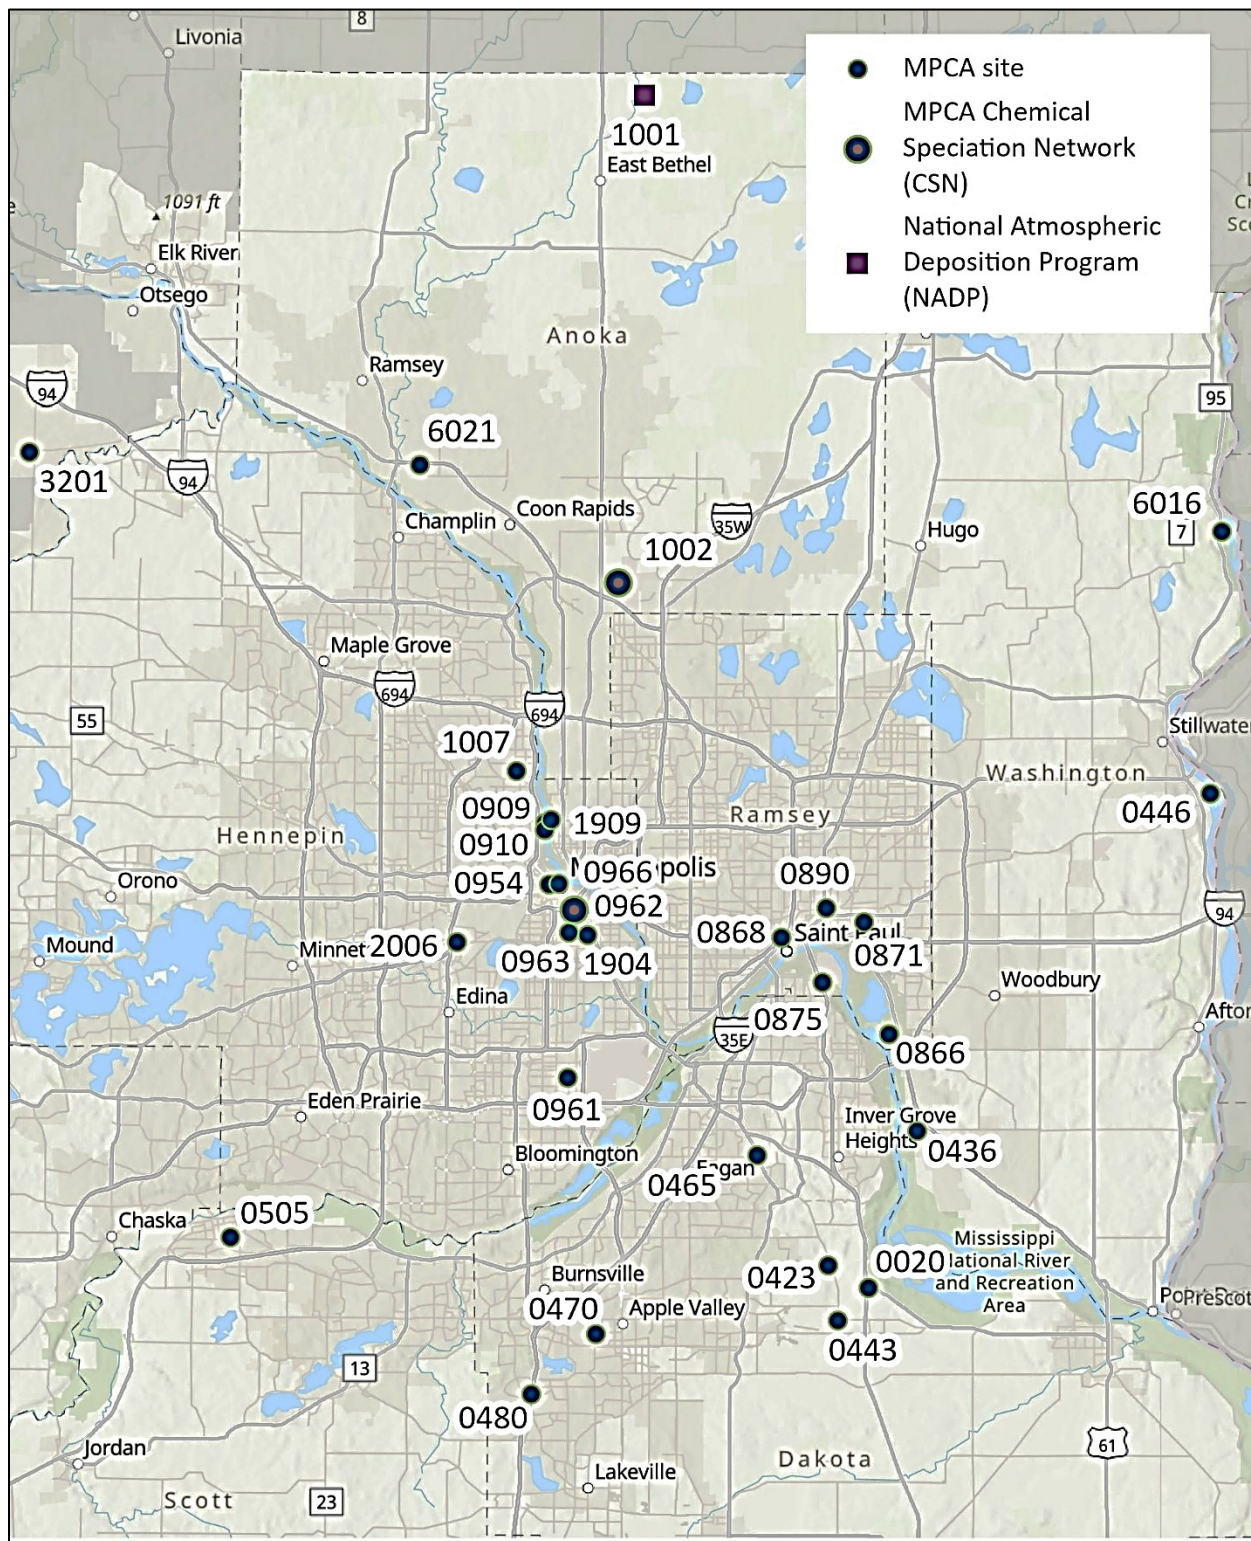 8
Livonia
MPCA site
MPCA Chemical
Speciation Network
(CSN)
National Atmospheric
Deposition Program
(NADP)
1001
East Bethel
1091 ft
Elk River
Otsego
Anoka
Ramsey
94
95
6021
3201
94
Coon Rapids
Champlin
35W
6016
7
Hugo
1002
Maple Grove
694
694
55
Stillwater
1007
Washington
0446
0909
1909
Ramsey
Hennepin
0910
0966
0954
0890
Orono
0962
94
Mound
2006
0868
Saint Paul
0963
1904
0871
Woodbury
Edina
0875
35E
0866
0961
Eden Prairie
Inver Grove
Heights
0436
Bloomington
Eagan
0465
0505
Chaska
Mississippi
and Recreation
Area
0020
0423
Burnsville
0470
Apple Valley
Prescot
0443
13
0480
61
Jordan
Dakota
Lakeville
Scott
23